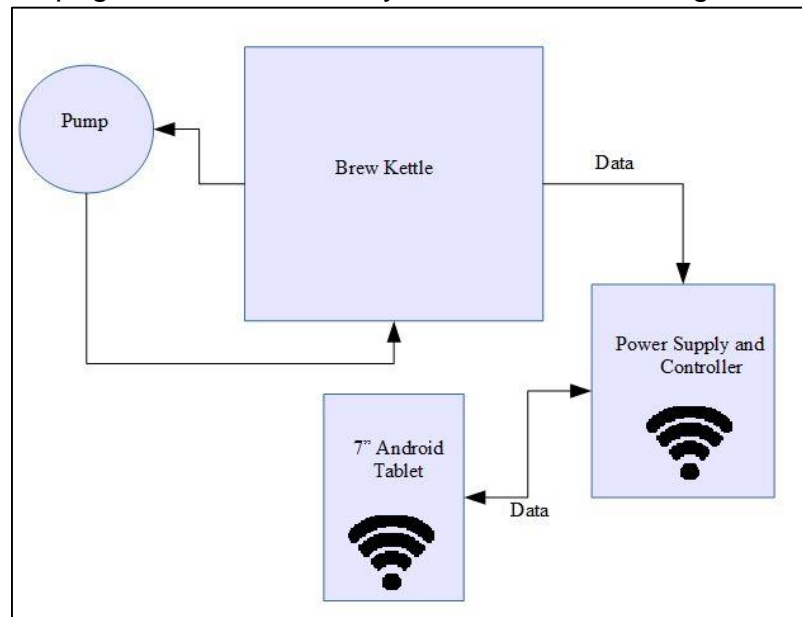 Pump
Brew Kettle
Data
Power Supply and
Controller
7” Android
Tablet
Data